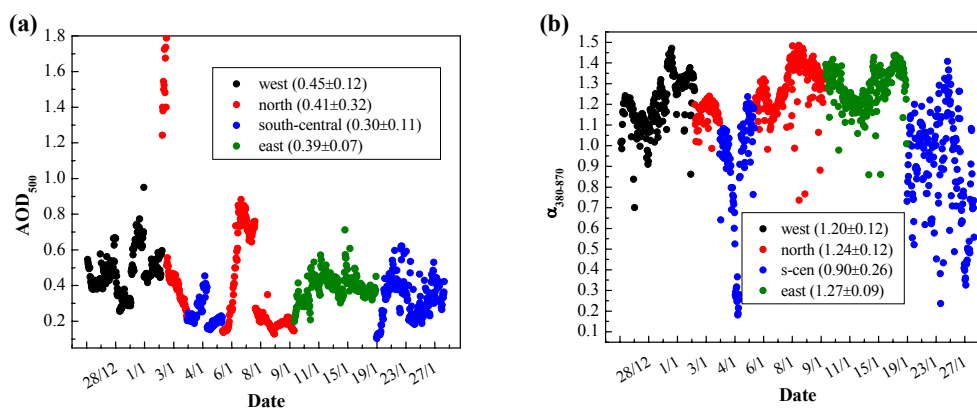 (a)
1.8
1.6
1.4
1.2
1.0
0.8
0.6
0.4
0.2
AOD500
west (0.45±0.12)
north (0.41±0.32)
south-central (0.30±0.11)
east (0.39±0.07)
28/12 1/1 3/1 4/1 6/1 8/1 9/1 11/1 15/1 19/1 23/1 27/1
Date
(b)
1.5
1.4
1.3
1.2
1.1
1.0
0.9
0.8
0.7
0.6
0.5
0.4
0.3
0.2
0.1
α380-870
west (1.20±0.12)
north (1.24±0.12)
s-cen (0.90±0.26)
east (1.27±0.09)
28/12 1/1 3/1 4/1 6/1 8/1 9/1 11/1 15/1 19/1 23/1 27/1
Date